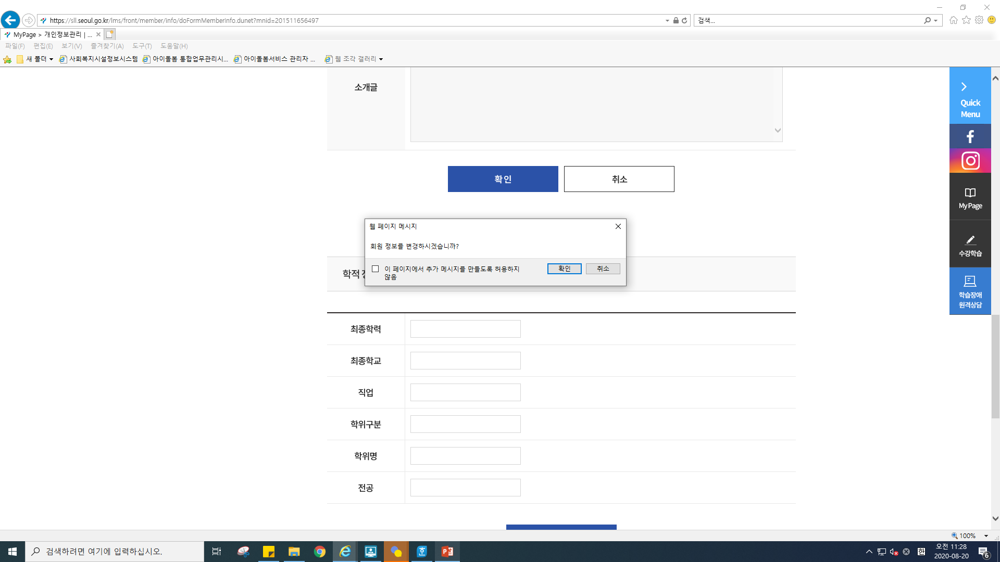 https://sll.seoul.go.kr/lms/front/member/info/doFormMemberInfo.dunet?mnid=201511656497
검색...
MyPage > 개인정보관리 | ...
파일(F) 편집(E) 보기(V) 즐겨찾기(A) 도구(T) 도움말(H)
새 폴더 사회복지시설정보시스템 아이돌봄 통합업무관리시... 아이돌봄서비스 관리자 ... 웹 조각 갤러리
소개글
확인 취소
웹 페이지 메시지
회원 정보를 변경하시겠습니까?
이 페이지에서 추가 메시지를 만들도록 허용하지
않음
확인 취소
학적
최종학력
최종학교
직업
학위구분
학위명
전공
Quick
Menu
My Page
수강학습
학습장애
원격상담
100%
검색하려면 여기에 입력하십시오.
한
오전 11:28
2020-08-20
6